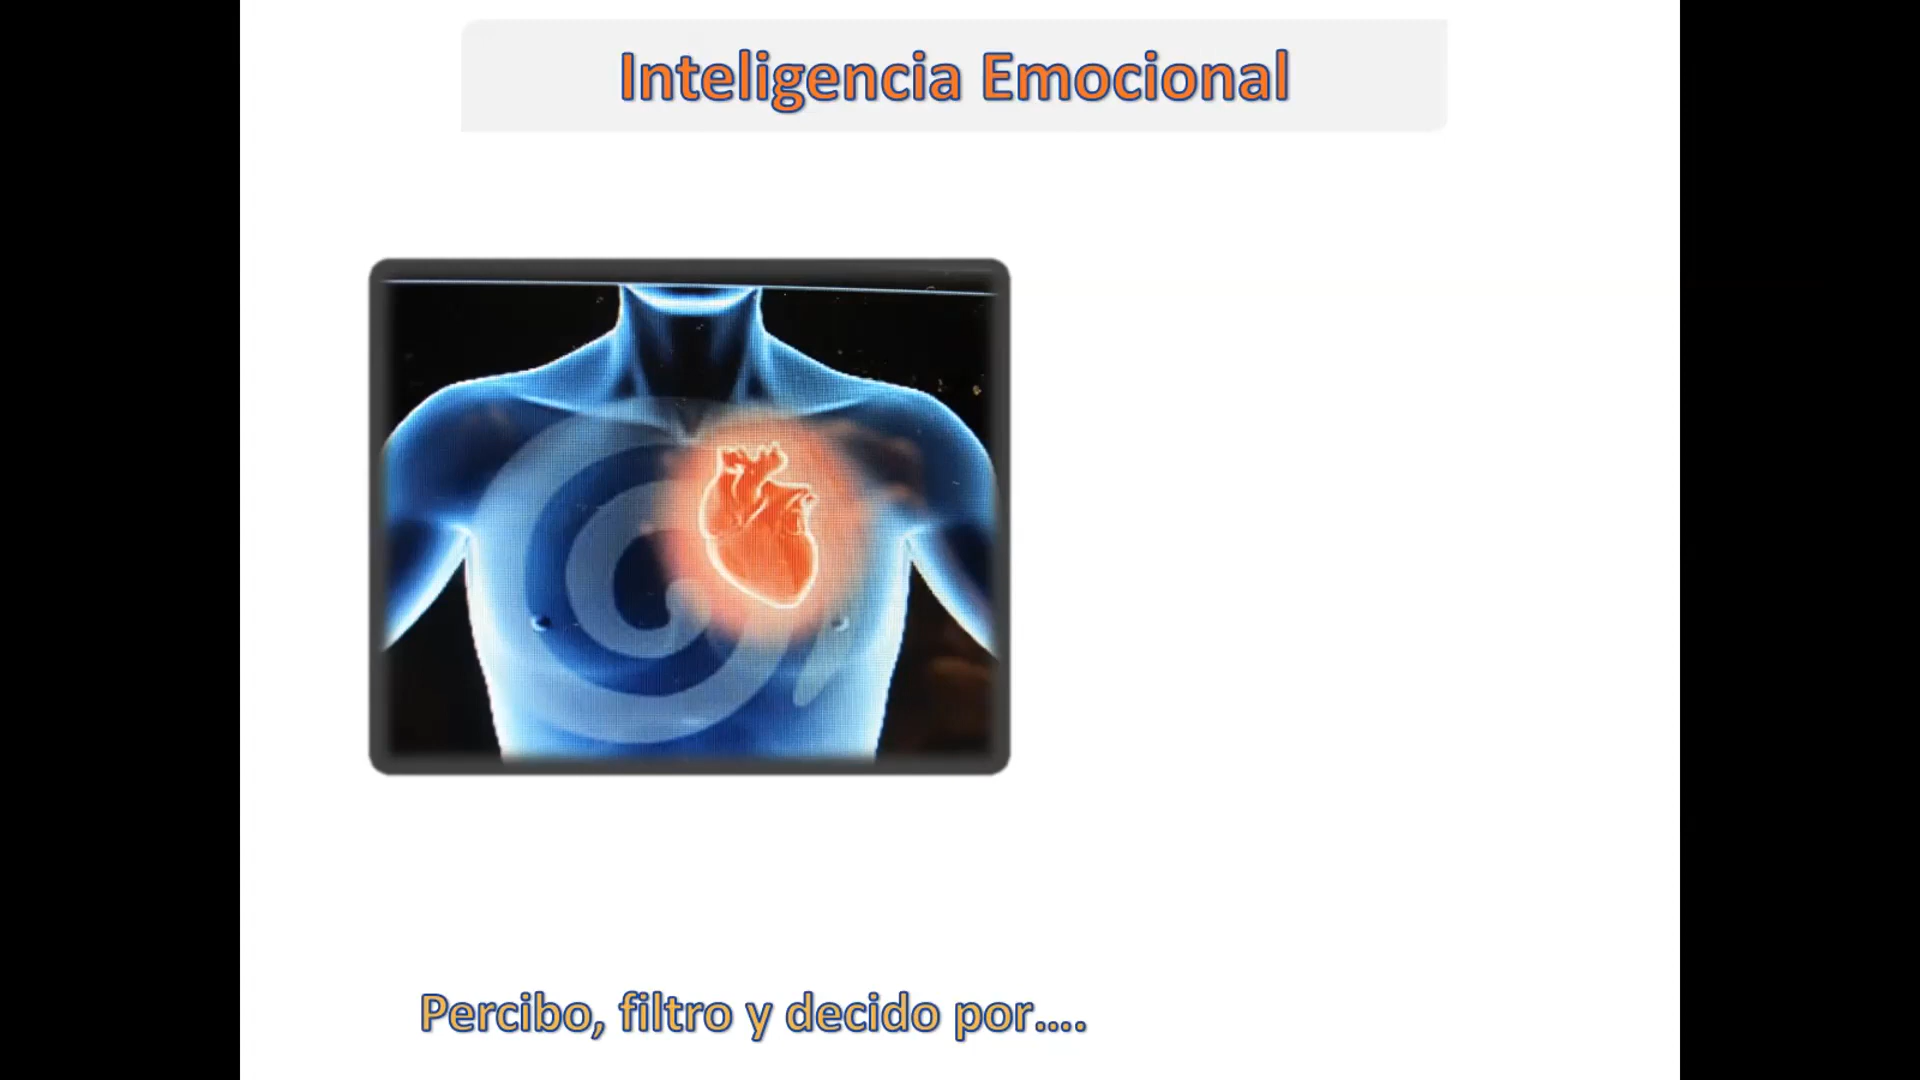 Inteligencia Emocional
Percibo, filtro y decido por....